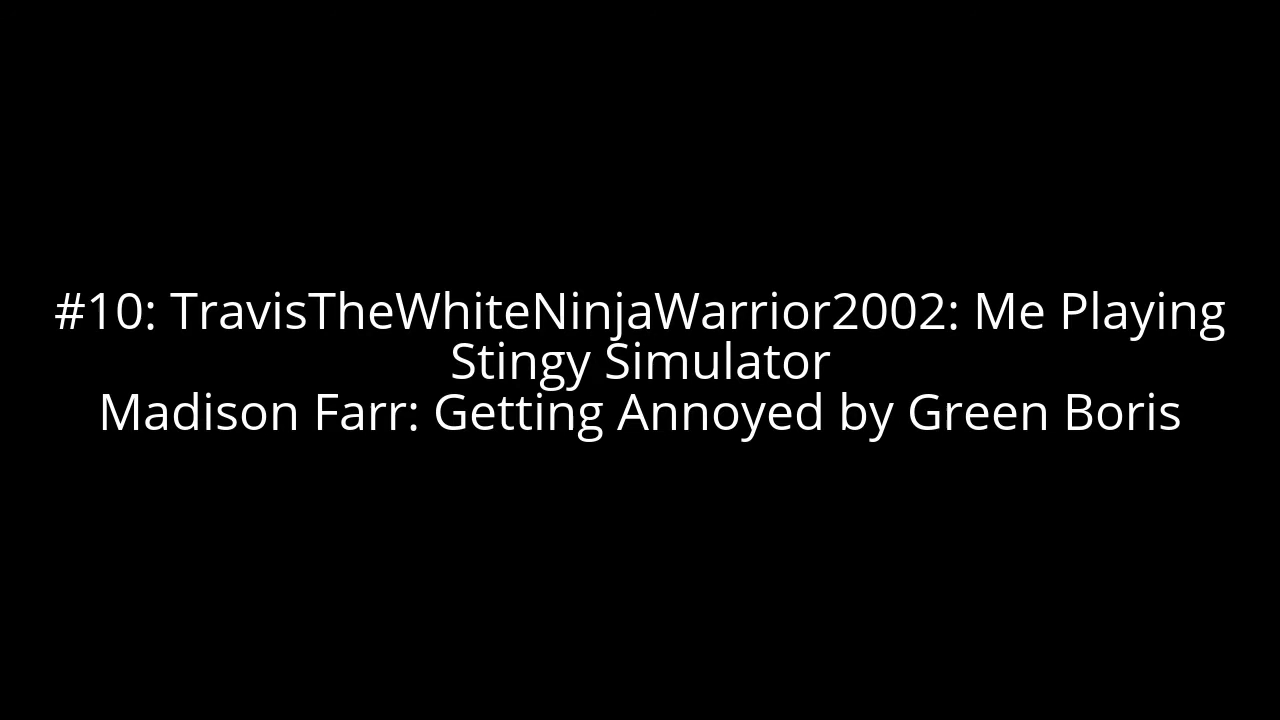 #10: TravisTheWhiteNinjaWarrior2002: Me Playing
Stingy Simulator
Madison Farr: Getting Annoyed by Green Boris